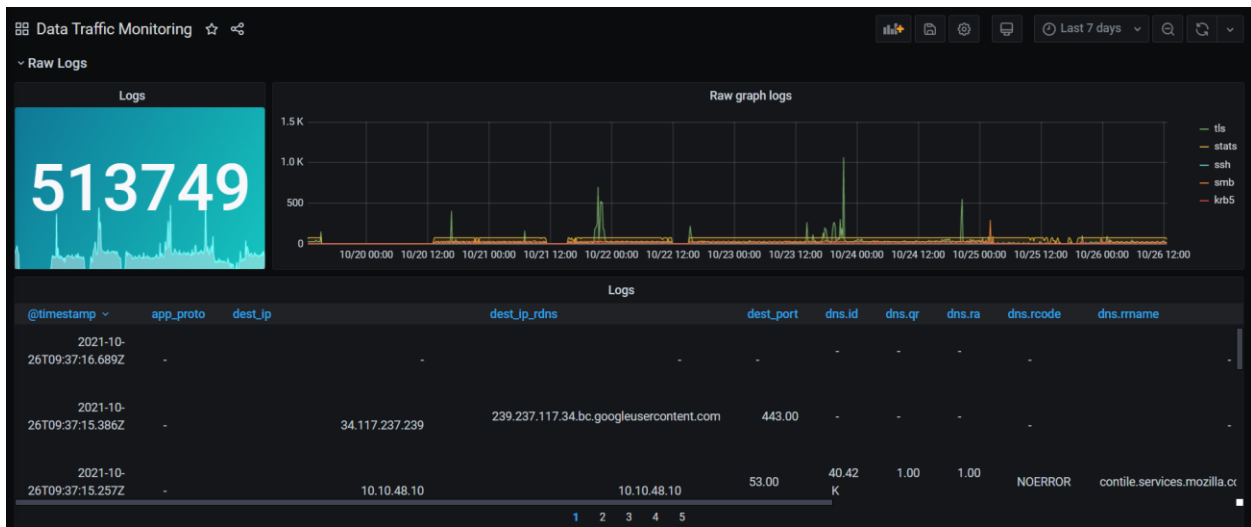 Data Traffic Monitoring
Last 7 days
Raw Logs
Logs
513749
Raw graph logs
1.5 K
1.0 K
500
0
10/20 00:00 10/20 12:00 10/21 00:00 10/21 12:00 10/22 00:00 10/22 12:00 10/23 00:00 10/23 12:00 10/24 00:00 10/24 12:00 10/25 00:00 10/25 12:00 10/26 00:00 10/26 12:00
tls
stats
ssh
smb
krb5
Logs
@timestamp app_proto dest_ip dest_ip_rdns dest_port dns.id dns.qr dns.ra dns.rcode dns.rrname
2021-10-
26T09:37:16.689Z - - - - - - - - -
2021-10-
26T09:37:15.386Z - 34.117.237.239 239.237.117.34.bc.googleusercontent.com 443.00 - - - - -
2021-10-
26T09:37:15.257Z - 10.10.48.10 10.10.48.10 53.00 40.42 K 1.00 1.00 NOERROR contile.services.mozilla.cc
1 2 3 4 5